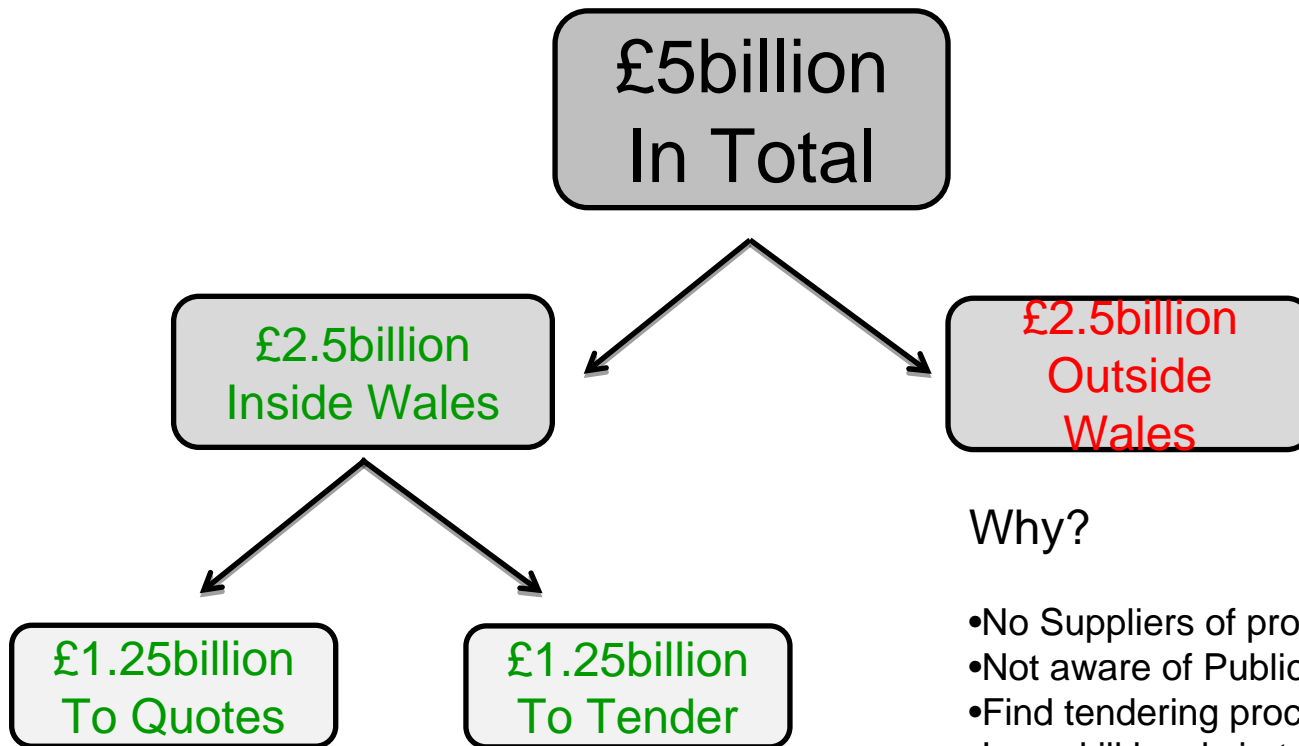 £5billion
In Total
£2.5billion
Inside Wales
£2.5billion
Outside
Wales
£1.25billion
To Quotes
£1.25billion
To Tender
Why?
•No Suppliers of pro
•Not aware of Public
•Find tendering proc